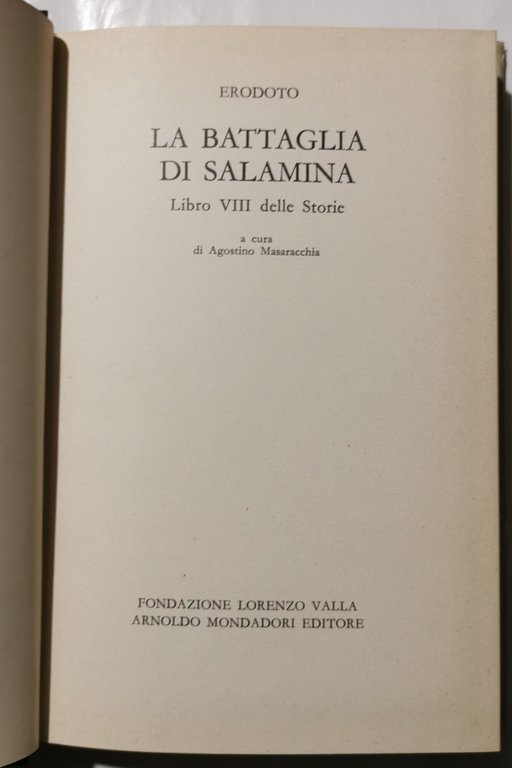 ERODOTO
LA BATTAGLIA
DI SALAMINA
Libro VIII delle Storie
a cura
di Agostino Masaracchia
FONDAZIONE LORENZO VALLA
ARNOLDO MONDADORI EDITORE